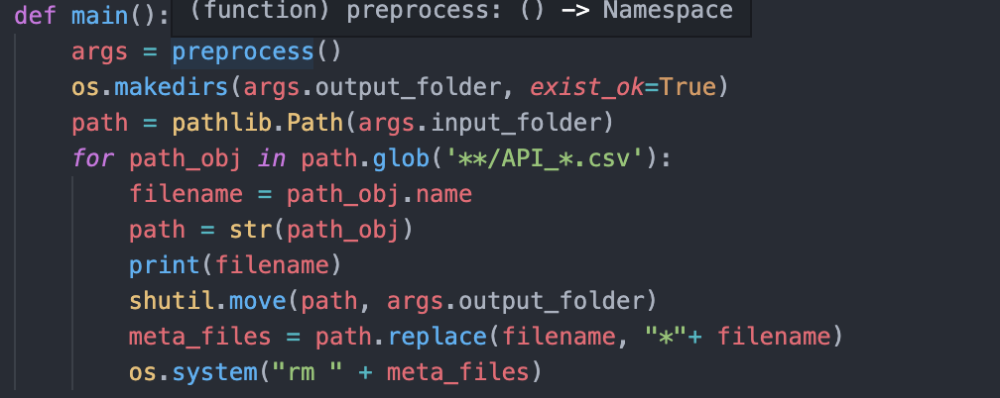 (function) preprocess: () -> Namespace
def main():
    args = preprocess()
    os.makedirs(args.output_folder, exist_ok=True)
    path = pathlib.Path(args.input_folder)
    for path_obj in path.glob('**/API_*.csv'):
        filename = path_obj.name
        path = str(path_obj)
        print(filename)
        shutil.move(path, args.output_folder)
        meta_files = path.replace(filename, "*"+ filename)
        os.system("rm " + meta_files)